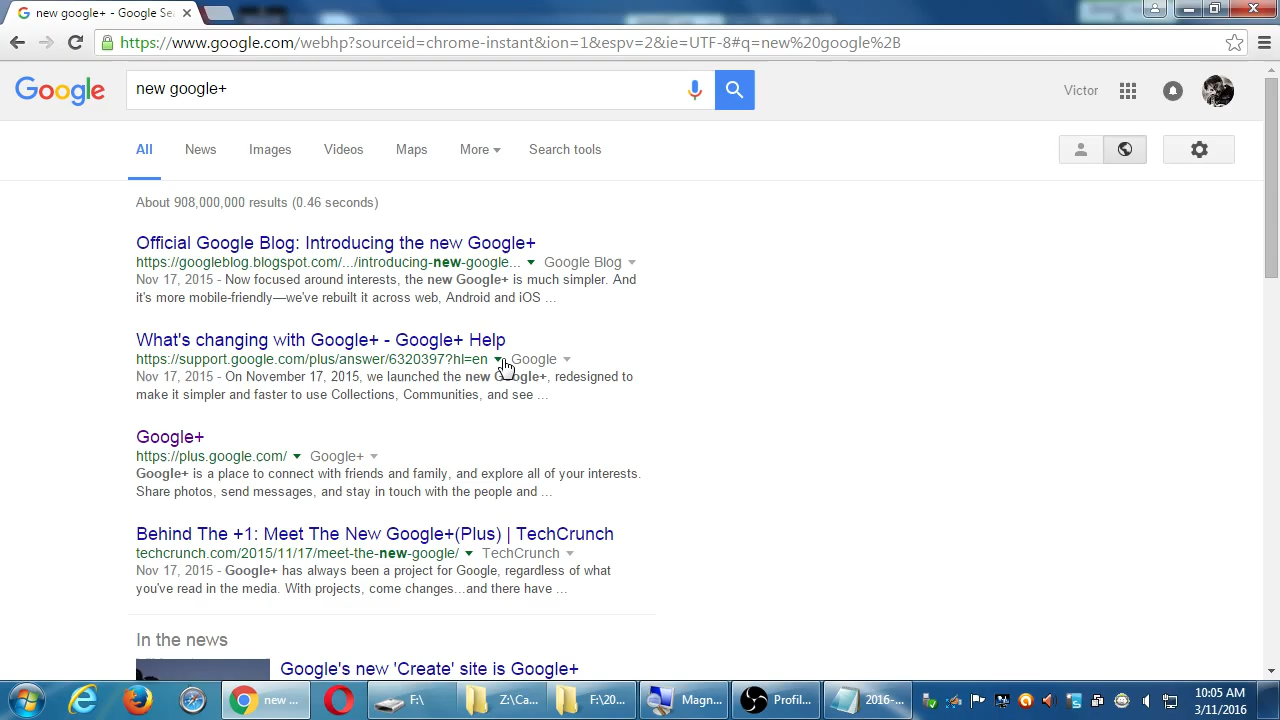 new google+ - Google Sea
https://www.google.com/webhp?sourceid=chrome-instant&ion=1&espv=2&ie=UTF-8#q=new%20google%2B
Google
new google+
Victor
All News Images Videos Maps More Search tools
About 908,000,000 results (0.46 seconds)
Official Google Blog: Introducing the new Google+
https://googleblog.blogspot.com/.../introducing-new-google... Google Blog
Nov 17, 2015 - Now focused around interests, the new Google+ is much simpler. And
it's more mobile-friendly—we've rebuilt it across web, Android and iOS ...
What's changing with Google+ - Google+ Help
https://support.google.com/plus/answer/6320397?hl=en Google
Nov 17, 2015 - On November 17, 2015, we launched the new Google+, redesigned to
make it simpler and faster to use Collections, Communities, and see ...
Google+
https://plus.google.com/ Google+
Google+ is a place to connect with friends and family, and explore all of your interests.
Share photos, send messages, and stay in touch with the people and ...
Behind The +1: Meet The New Google+(Plus) | TechCrunch
techcrunch.com/2015/11/17/meet-the-new-google/ TechCrunch
Nov 17, 2015 - Google+ has always been a project for Google, regardless of what
you've read in the media. With projects, come changes...and there have ...
In the news
Google's new 'Create' site is Google+
new ... F:\ Z:\Ca... F:\20... Magn... Profil... 2016-...
10:05 AM
3/11/2016